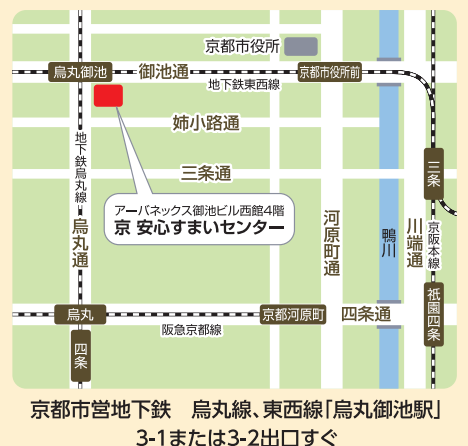 京都市役所
烏丸御池
御池通
京都市役所前
地下鉄東西線
姉小路通
地下鉄烏丸線
三条通
三条
アーバネックス御池ビル西館4階
京 安心すまいセンター
烏丸通
河原町通
鴨川
川端通
京阪本線
烏丸
京都河原町
四条通
祇園四条
阪急京都線
四条
京都市営地下鉄 烏丸線、東西線「烏丸御池駅」
3-1または3-2出口すぐ